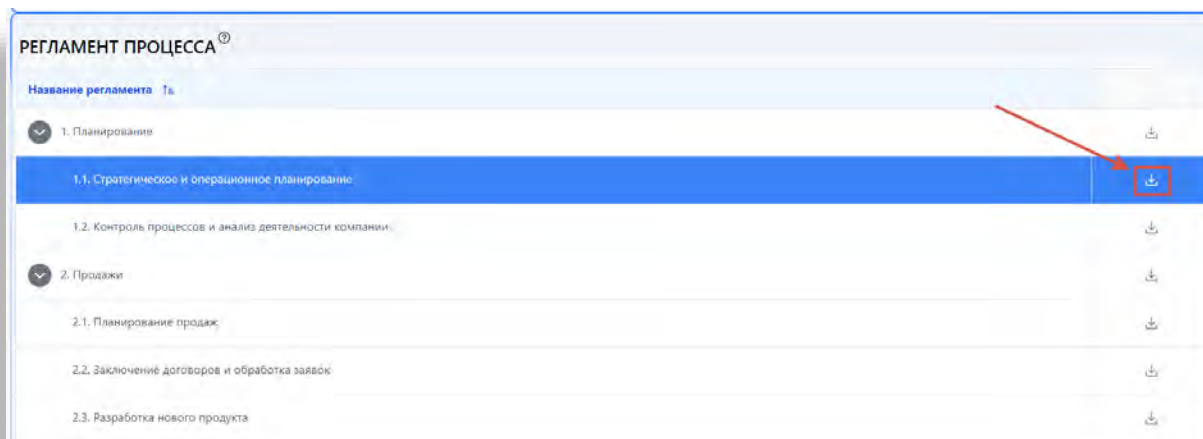 РЕГЛАМЕНТ ПРОЦЕССА
Название регламента
1. Планирование
1.1. Стратегическое и операционное планирование
1.2. Контроль процессов и анализ деятельности компании
2. Продажи
2.1. Планирование продаж
2.2. Заключение договоров и обработка заявок
2.3. Разработка нового продукта